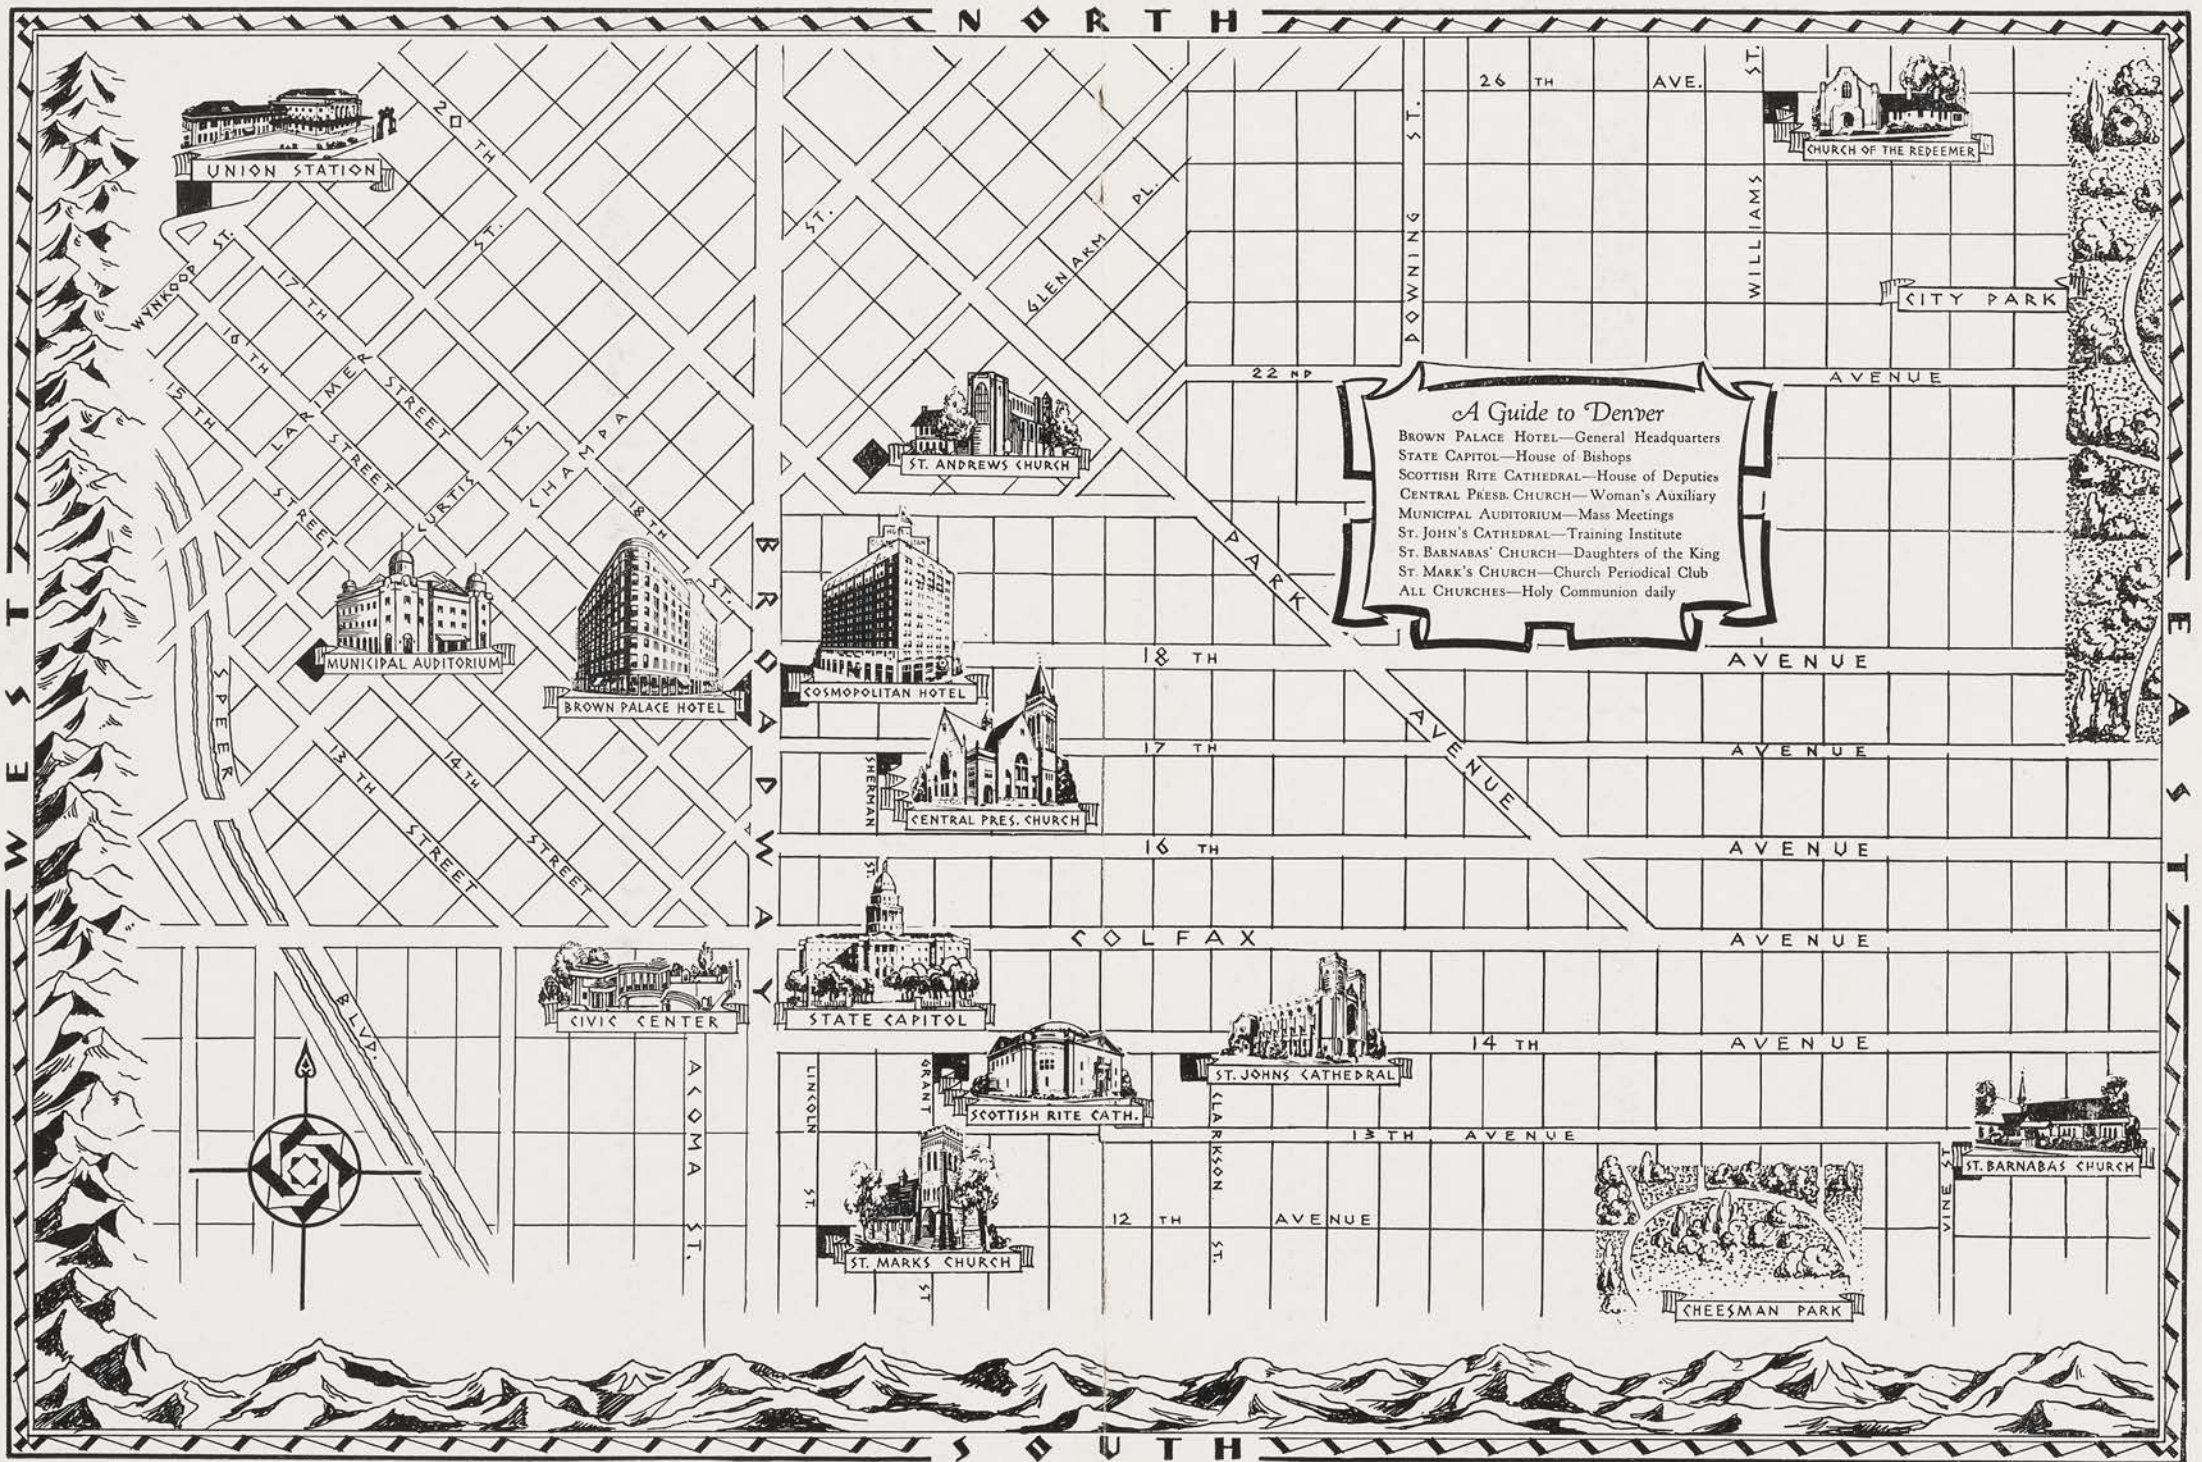 NORTH
26 TH AVE.
UNION STATION
20 TH ST.
ST.
DOWNING ST.
WILLIAMS ST.
CHURCH OF THE REDEEMER
GLENARM PL.
WYNKOOP ST.
17 TH STREET
16 TH STREET
15 TH STREET
LARIMER ST.
CURTIS ST.
CHAMPA
18 TH ST.
CITY PARK
22 ND AVENUE
ST. ANDREWS CHURCH
A Guide to Denver
BROWN PALACE HOTEL—General Headquarters
STATE CAPITOL—House of Bishops
SCOTTISH RITE CATHEDRAL—House of Deputies
CENTRAL PRESB. CHURCH—Woman's Auxiliary
MUNICIPAL AUDITORIUM—Mass Meetings
ST. JOHN'S CATHEDRAL—Training Institute
ST. BARNABAS' CHURCH—Daughters of the King
ST. MARK'S CHURCH—Church Periodical Club
ALL CHURCHES—Holy Communion daily
WEST
EAST
BROADWAY
PARK AVENUE
HOTEL
MUNICIPAL AUDITORIUM
BROWN PALACE HOTEL
COSMOPOLITAN HOTEL
18 TH AVENUE
SPEER BLVD.
13 TH STREET
14 TH STREET
17 TH AVENUE
SHERMAN ST.
CENTRAL PRES. CHURCH
16 TH AVENUE
COLFAX AVENUE
CIVIC CENTER
STATE CAPITOL
14 TH AVENUE
ST. JOHNS CATHEDRAL
ACOMA ST.
LINCOLN ST.
GRANT ST
SCOTTISH RITE CATH.
CLARKSON ST.
13 TH AVENUE
VINE ST
ST. BARNABAS CHURCH
12 TH AVENUE
ST. MARKS CHURCH
CHEESMAN PARK
SOUTH